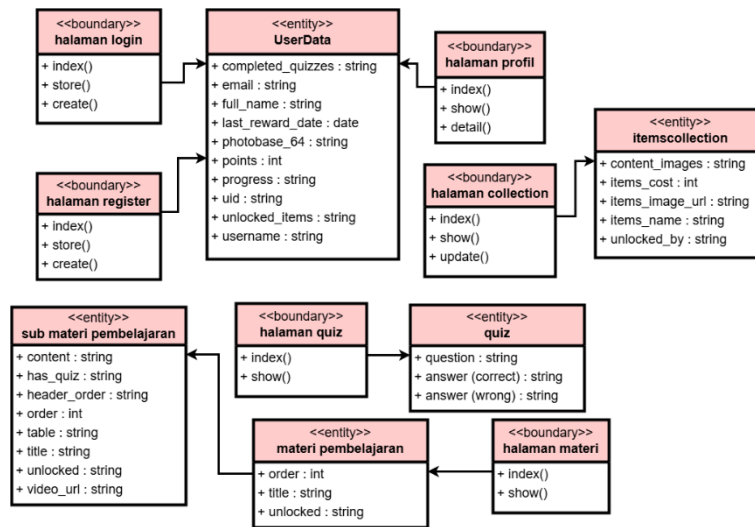 <<boundary>>
halaman login
+ index()
+ store()
+ create()
<<entity>>
UserData
+ completed_quizzes : string
+ email : string
+ full_name : string
+ last_reward_date : date
+ photobase_64 : string
+ points : int
+ progress : string
+ uid : string
+ unlocked_items : string
+ username : string
<<boundary>>
halaman profil
+ index()
+ show()
+ detail()
<<entity>>
itemscollection
+ content_images : string
+ items_cost : int
+ items_image_url : string
+ items_name : string
+ unlocked_by : string
<<boundary>>
halaman register
+ index()
+ store()
+ create()
<<boundary>>
halaman collection
+ index()
+ show()
+ update()
<<entity>>
sub materi pembelajaran
+ content : string
+ has_quiz : string
+ header_order : string
+ order : int
+ table : string
+ title : string
+ unlocked : string
+ video_url : string
<<boundary>>
halaman quiz
+ index()
+ show()
<<entity>>
quiz
+ question : string
+ answer (correct) : string
+ answer (wrong) : string
<<entity>>
materi pembelajaran
+ order : int
+ title : string
+ unlocked : string
<<boundary>>
halaman materi
+ index()
+ show()